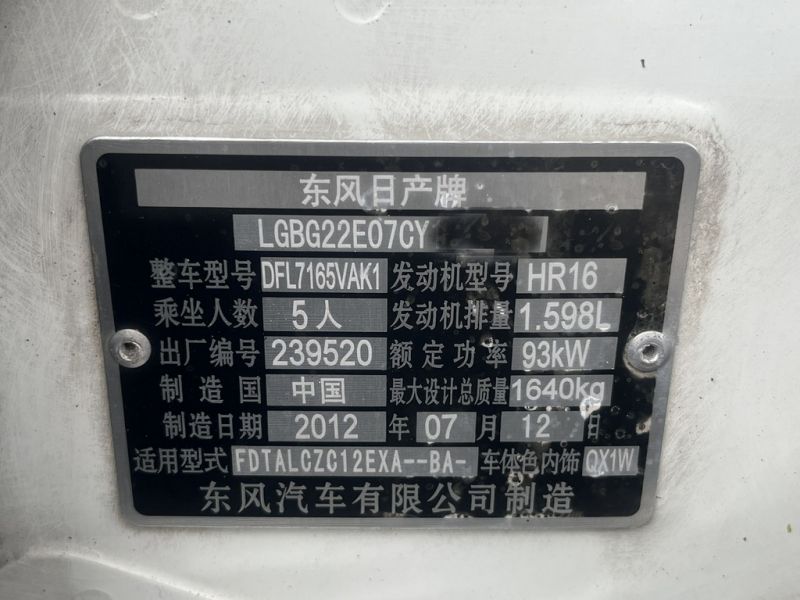 东风日产牌
LGBG22E07CY
整车型号 DFL7165VAK1 发动机型号 HR16
乘坐人数 5人 发动机排量 1.598L
出厂编号 239520 额定功率 93kW
制造国 中国 最大设计总质量 1640kg
制造日期 2012 年 07 月 12 日
适用型式 FDTALCZC12EXA--BA- 车体色内饰 QX1W
东风汽车有限公司制造